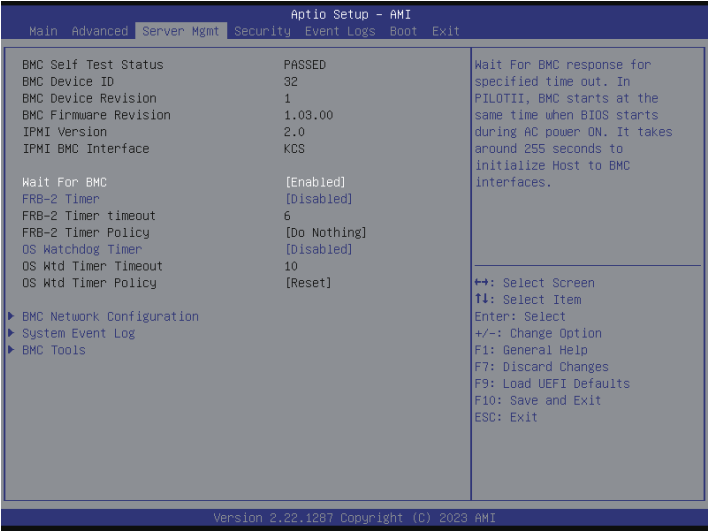 Aptio Setup – AMI
Main Advanced Server Mgmt Security Event Logs Boot Exit
BMC Self Test Status PASSED
BMC Device ID 32
BMC Device Revision 1
BMC Firmware Revision 1.03.00
IPMI Version 2.0
IPMI BMC Interface KCS
Wait For BMC [Enabled]
FRB-2 Timer [Disabled]
FRB-2 Timer timeout 6
FRB-2 Timer Policy [Do Nothing]
OS Watchdog Timer [Disabled]
OS Wtd Timer Timeout 10
OS Wtd Timer Policy [Reset]
BMC Network Configuration
System Event Log
BMC Tools
Wait For BMC response for
specified time out. In
PILOTII, BMC starts at the
same time when BIOS starts
during AC power ON. It takes
around 255 seconds to
initialize Host to BMC
interfaces.
↔: Select Screen
↑↓: Select Item
Enter: Select
+/-: Change Option
F1: General Help
F7: Discard Changes
F9: Load UEFI Defaults
F10: Save and Exit
ESC: Exit
Version 2.22.1287 Copyright (C) 2023 AMI